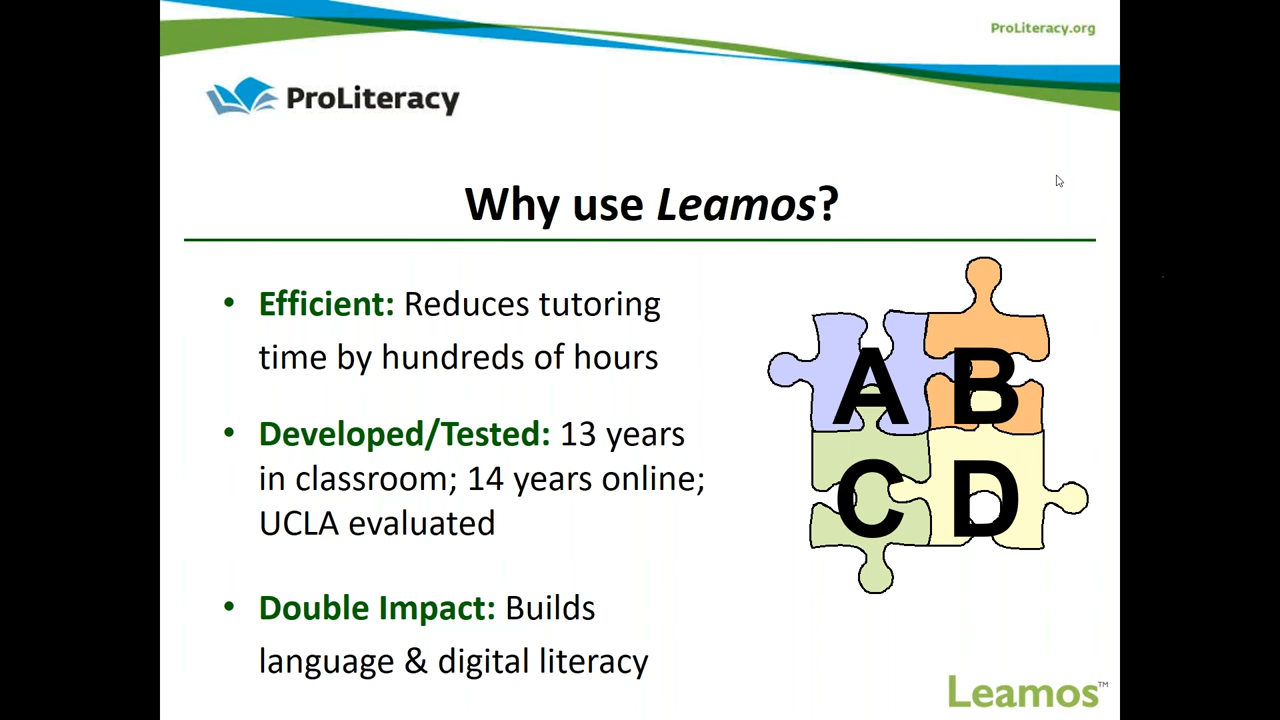 ProLiteracy.org
ProLiteracy
Why use Leamos?
• Efficient: Reduces tutoring
time by hundreds of hours
• Developed/Tested: 13 years
in classroom; 14 years online;
UCLA evaluated
• Double Impact: Builds
language & digital literacy
A B
C D
Leamos™